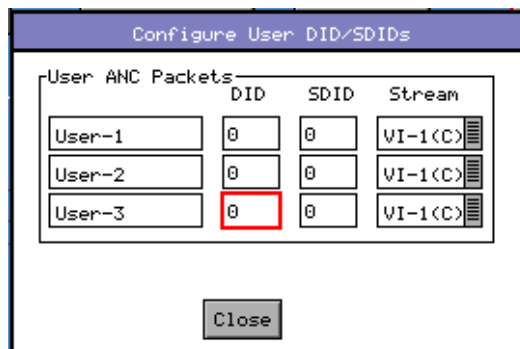 Configure User DID/SDIDs
User ANC Packets
DID SDID Stream
User-1 0 0 VI-1(C)
User-2 0 0 VI-1(C)
User-3 0 0 VI-1(C)
Close